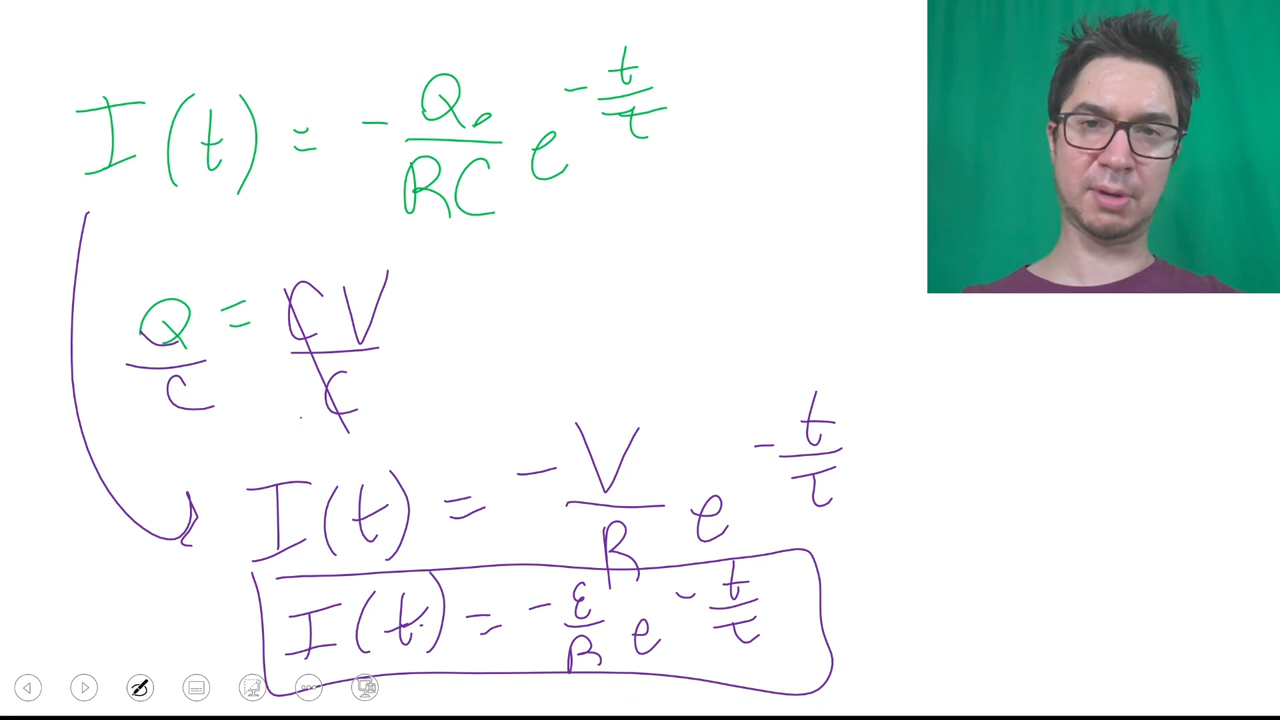 I(t) = - Q₀/RC e^(-t/τ)
Q/C = CV/C
I(t) = - V/R e^(-t/τ)
I(t) = - ε/R e^(-t/τ)